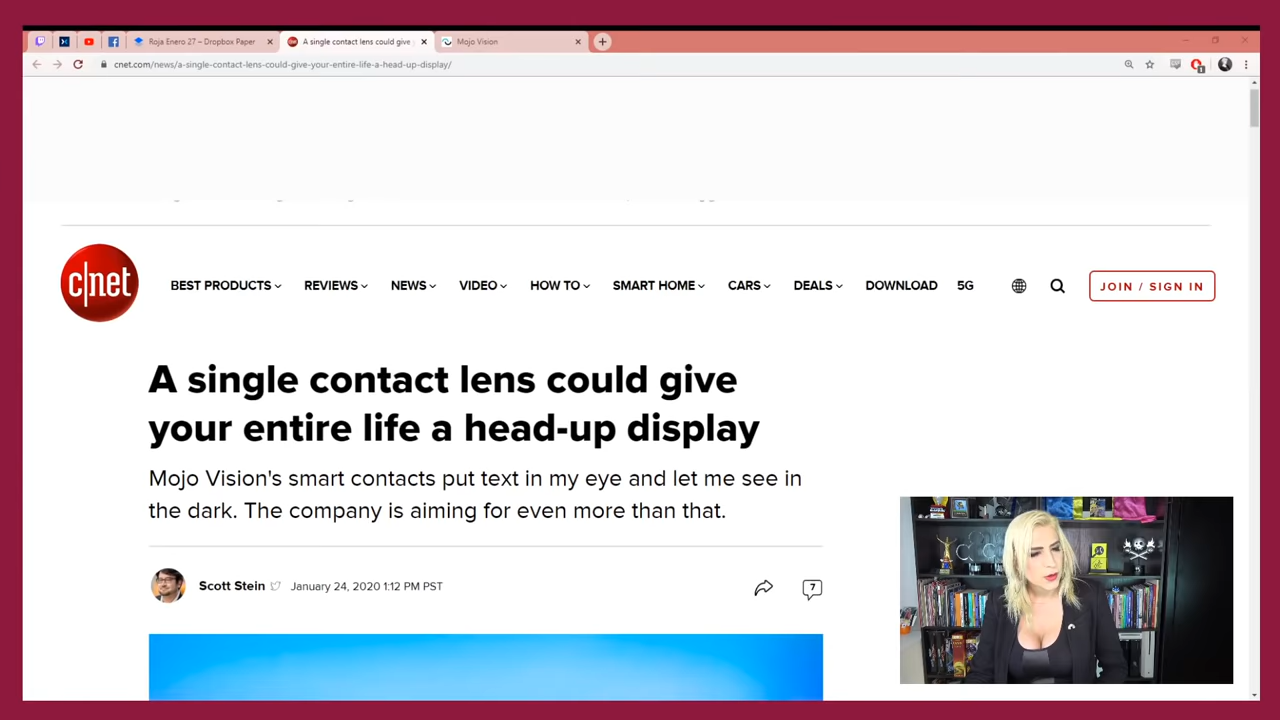 Roja Enero 27 – Dropbox Paper
A single contact lens could give
Mojo Vision
cnet.com/news/a-single-contact-lens-could-give-your-entire-life-a-head-up-display/
c|net
BEST PRODUCTS
REVIEWS
NEWS
VIDEO
HOW TO
SMART HOME
CARS
DEALS
DOWNLOAD
5G
JOIN / SIGN IN
A single contact lens could give
your entire life a head-up display
Mojo Vision's smart contacts put text in my eye and let me see in
the dark. The company is aiming for even more than that.
Scott Stein
January 24, 2020 1:12 PM PST
7